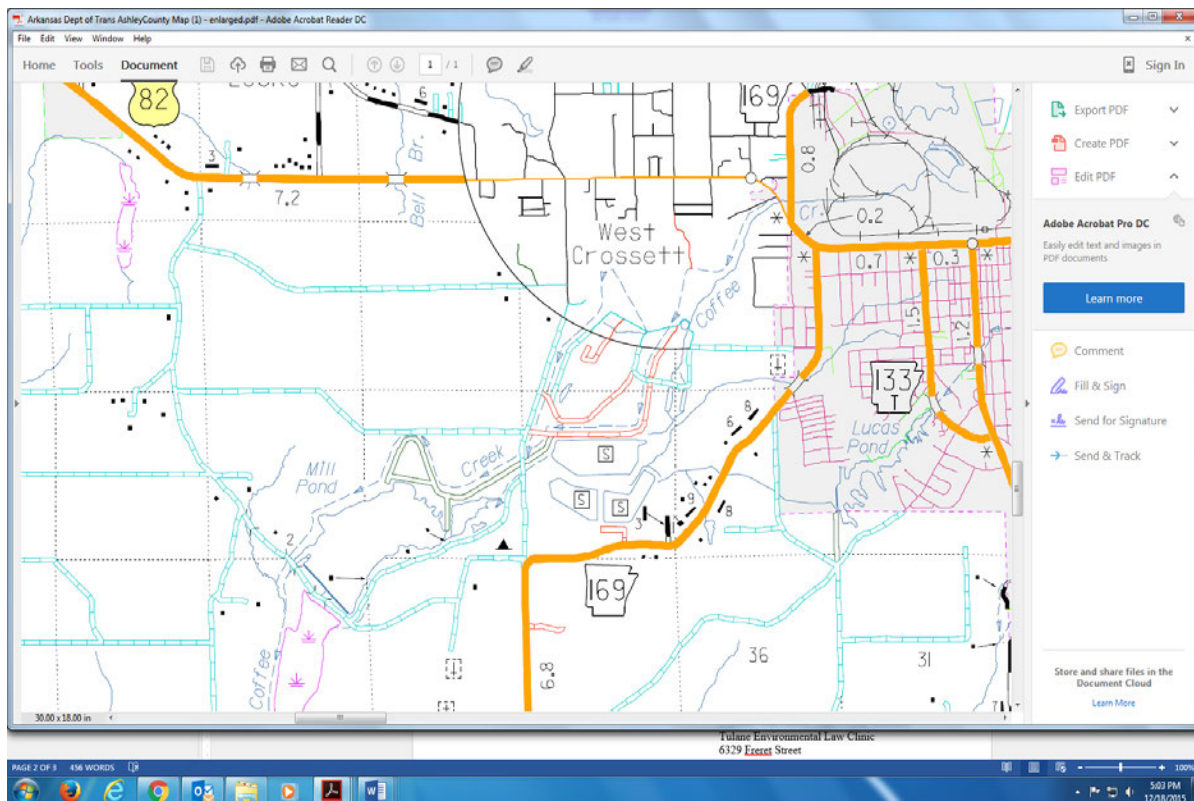 Arkansas Dept of Trans AshleyCounty Map (1) - enlarged.pdf - Adobe Acrobat Reader DC
File Edit View Window Help
Home Tools Document 1 / 1 Sign In
82
6
169
0.8
3
7.2
Bell Br.
Cr.
0.2
West
Crossett
0.7
0.3
Coffee
1.5
1.2
133
T
8
6
Lucas
Pond
S
Creek
Mill
Pond
S
S
9
3
8
2
169
Coffee
6.8
36
31
7
30.00 x 18.00 in
Export PDF
Create PDF
Edit PDF
Adobe Acrobat Pro DC
Easily edit text and images in
PDF documents
Learn more
Comment
Fill & Sign
Send for Signature
Send & Track
Store and share files in the
Document Cloud
Learn More
Tulane Environmental Law Clinic
6329 Freret Street
PAGE 2 OF 3 456 WORDS
100%
5:03 PM
12/18/2015